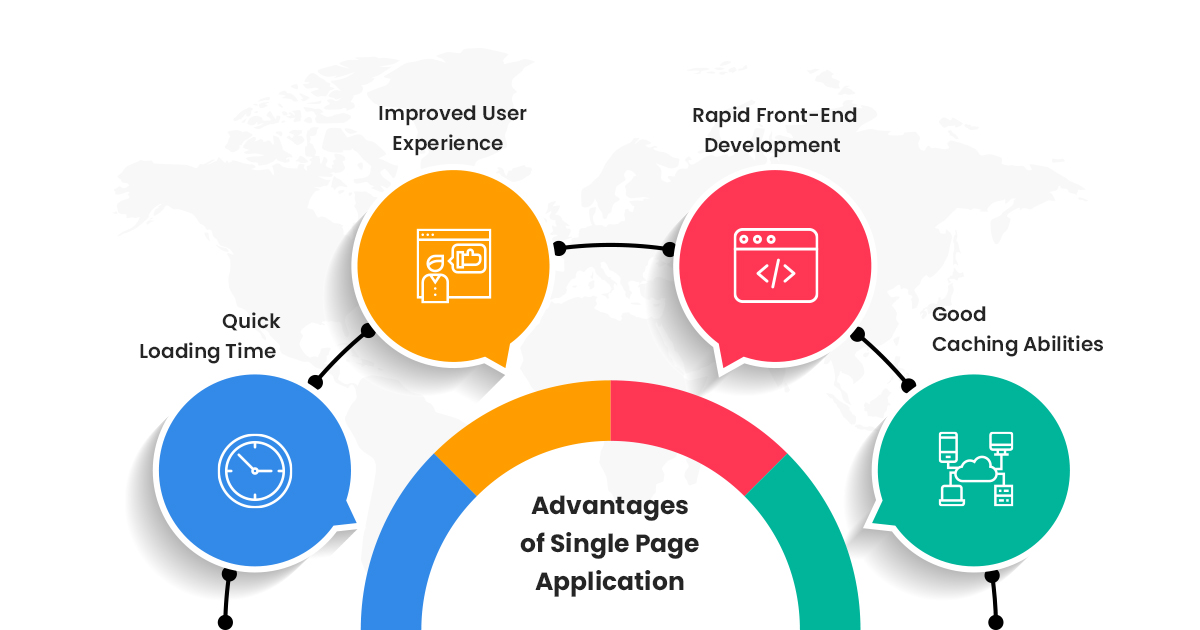 Improved User
Experience
Rapid Front-End
Development
Quick
Loading Time
Good
Caching Abilities
Advantages
of Single Page
Application